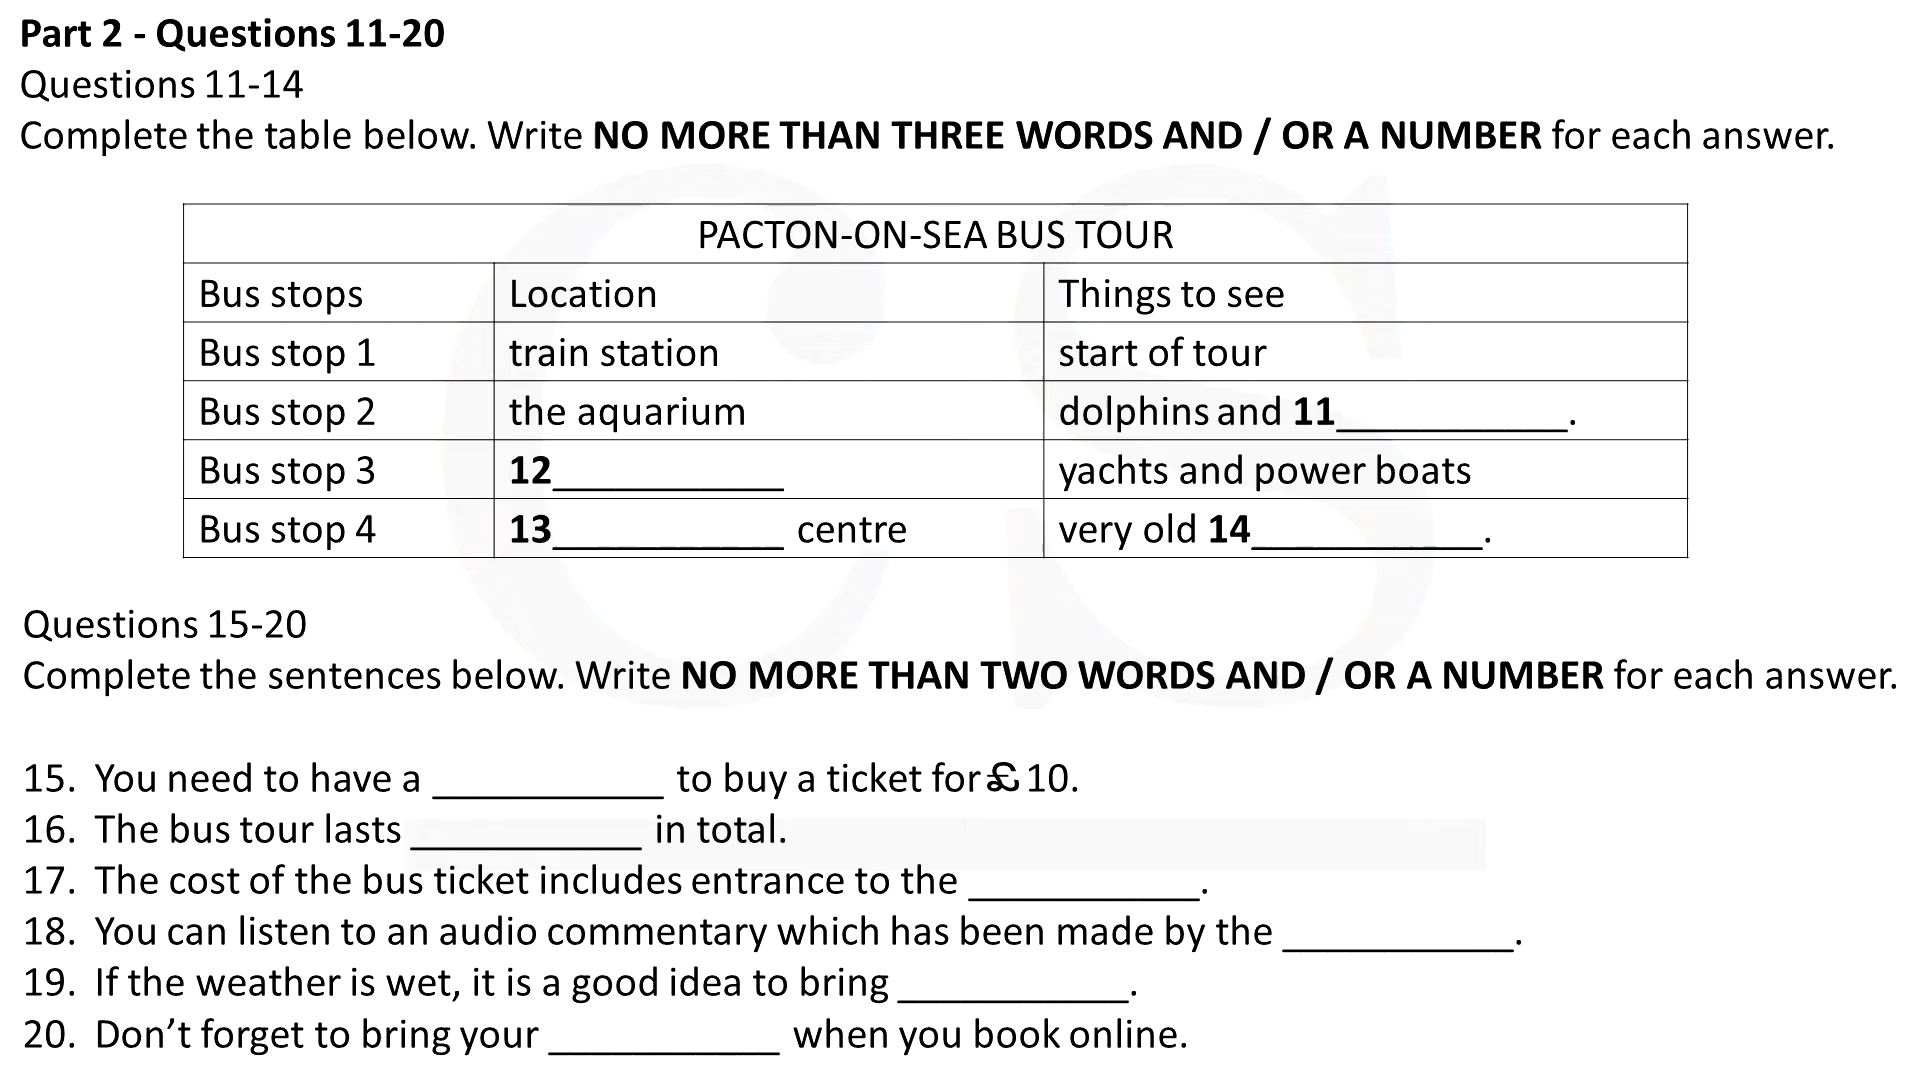 Part 2 - Questions 11-20
Questions 11-14
Complete the table below. Write NO MORE THAN THREE WORDS AND / OR A NUMBER for each answer.
PACTON-ON-SEA BUS TOUR
Bus stops Location Things to see
Bus stop 1 train station start of tour
Bus stop 2 the aquarium dolphins and 11___________.
Bus stop 3 12___________ yachts and power boats
Bus stop 4 13___________ centre very old 14___________.
Questions 15-20
Complete the sentences below. Write NO MORE THAN TWO WORDS AND / OR A NUMBER for each answer.
15. You need to have a ___________ to buy a ticket for £10.
16. The bus tour lasts ___________ in total.
17. The cost of the bus ticket includes entrance to the ___________.
18. You can listen to an audio commentary which has been made by the ___________.
19. If the weather is wet, it is a good idea to bring ___________.
20. Don’t forget to bring your ___________ when you book online.
CS